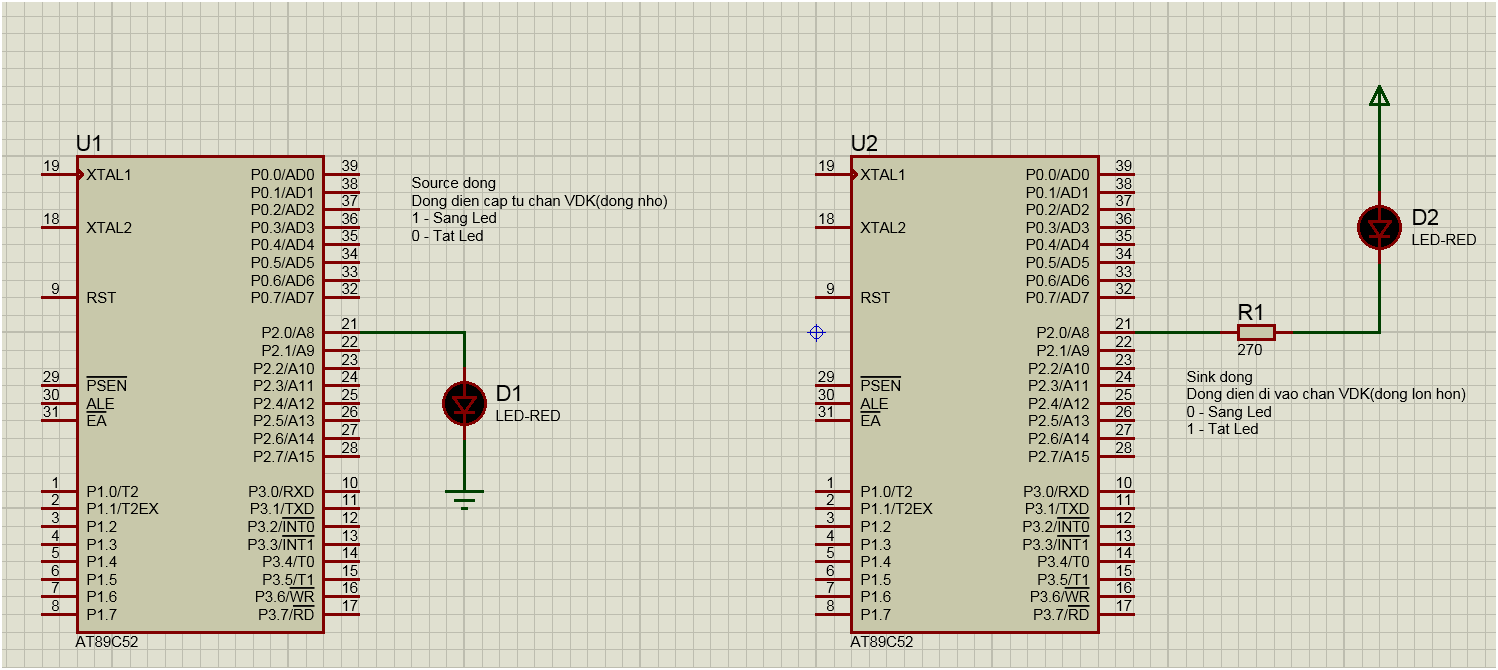 U1
19 XTAL1
18 XTAL2
9 RST
29 PSEN
30 ALE
31 EA
1 P1.0/T2
2 P1.1/T2EX
3 P1.2
4 P1.3
5 P1.4
6 P1.5
7 P1.6
8 P1.7
P0.0/AD0 39
P0.1/AD1 38
P0.2/AD2 37
P0.3/AD3 36
P0.4/AD4 35
P0.5/AD5 34
P0.6/AD6 33
P0.7/AD7 32
P2.0/A8 21
P2.1/A9 22
P2.2/A10 23
P2.3/A11 24
P2.4/A12 25
P2.5/A13 26
P2.6/A14 27
P2.7/A15 28
P3.0/RXD 10
P3.1/TXD 11
P3.2/INT0 12
P3.3/INT1 13
P3.4/T0 14
P3.5/T1 15
P3.6/WR 16
P3.7/RD 17
AT89C52
Source dong
Dong dien cap tu chan VDK(dong nho)
1 - Sang Led
0 - Tat Led
D1
LED-RED
U2
19 XTAL1
18 XTAL2
9 RST
29 PSEN
30 ALE
31 EA
1 P1.0/T2
2 P1.1/T2EX
3 P1.2
4 P1.3
5 P1.4
6 P1.5
7 P1.6
8 P1.7
P0.0/AD0 39
P0.1/AD1 38
P0.2/AD2 37
P0.3/AD3 36
P0.4/AD4 35
P0.5/AD5 34
P0.6/AD6 33
P0.7/AD7 32
P2.0/A8 21
P2.1/A9 22
P2.2/A10 23
P2.3/A11 24
P2.4/A12 25
P2.5/A13 26
P2.6/A14 27
P2.7/A15 28
P3.0/RXD 10
P3.1/TXD 11
P3.2/INT0 12
P3.3/INT1 13
P3.4/T0 14
P3.5/T1 15
P3.6/WR 16
P3.7/RD 17
AT89C52
D2
LED-RED
R1
270
Sink dong
Dong dien di vao chan VDK(dong lon hon)
0 - Sang Led
1 - Tat Led